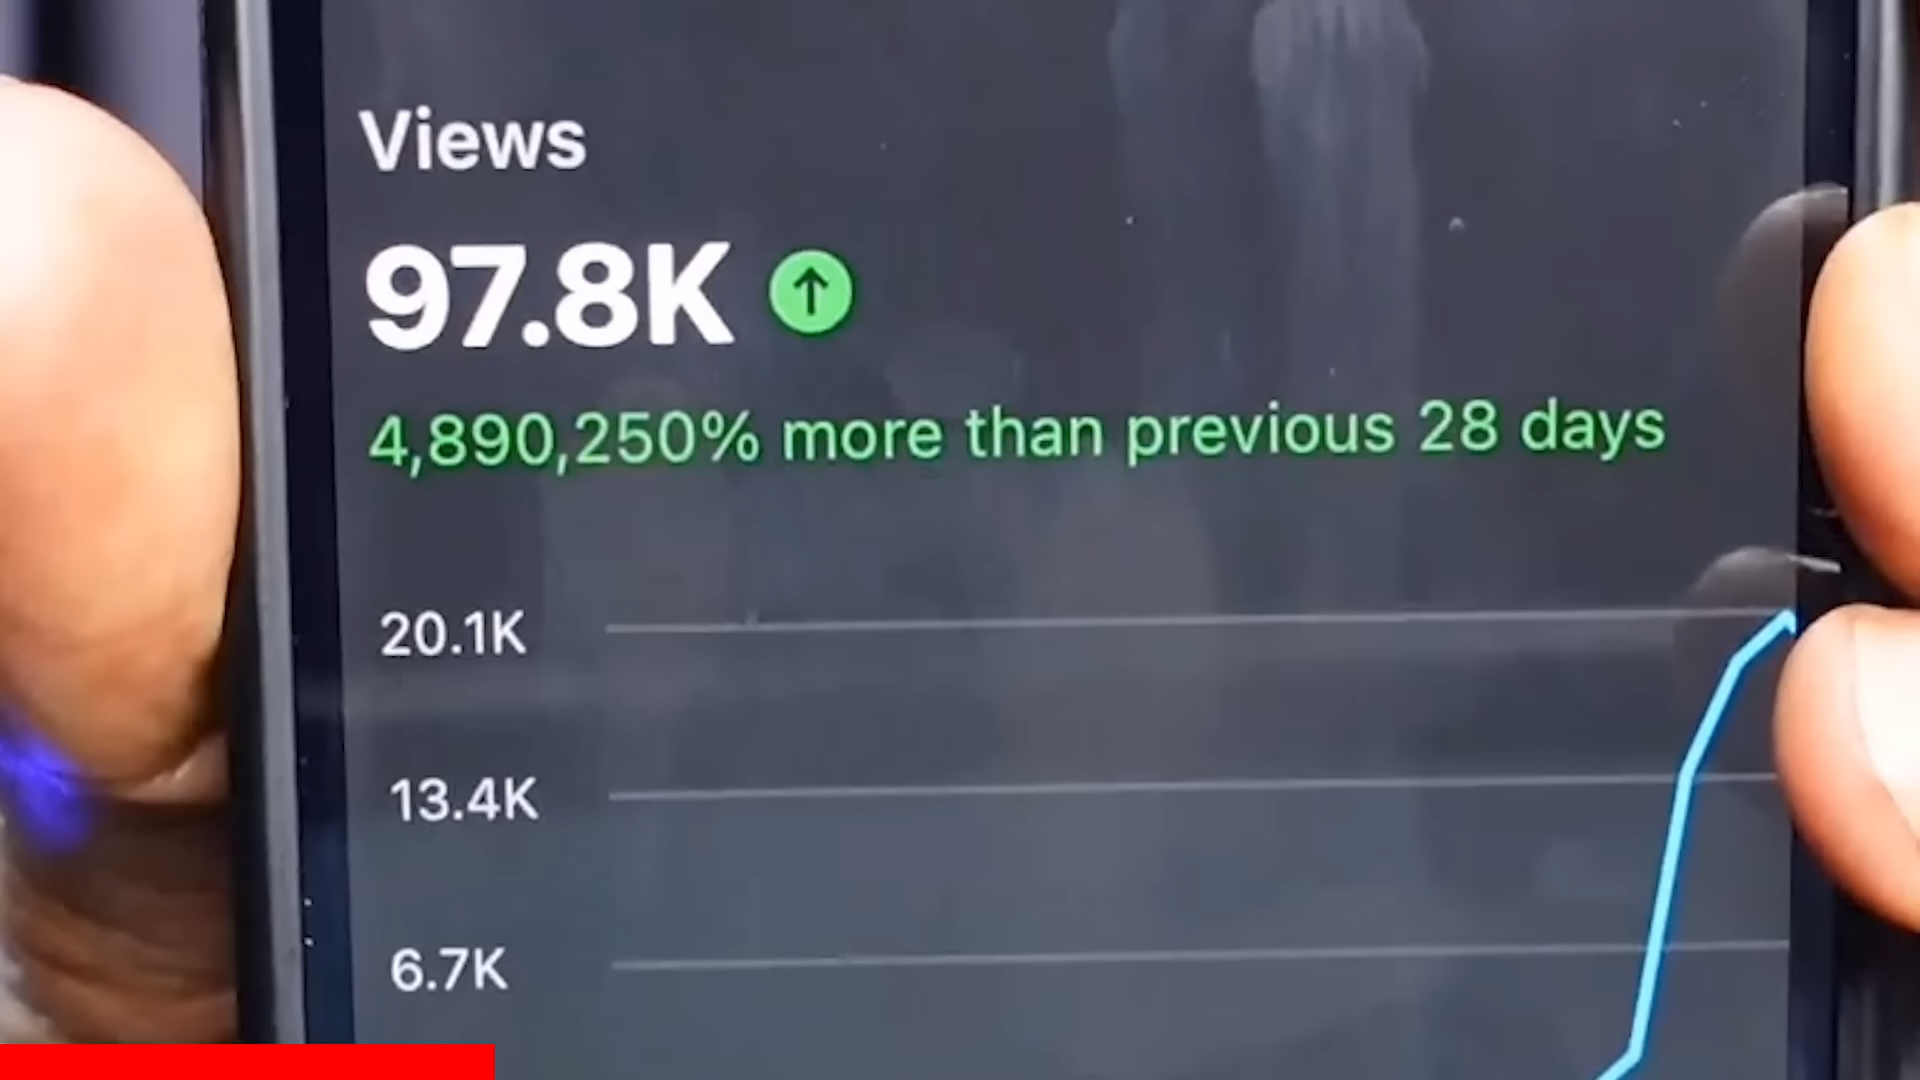 Views
97.8K
4,890,250% more than previous 28 days
20.1K
13.4K
6.7K